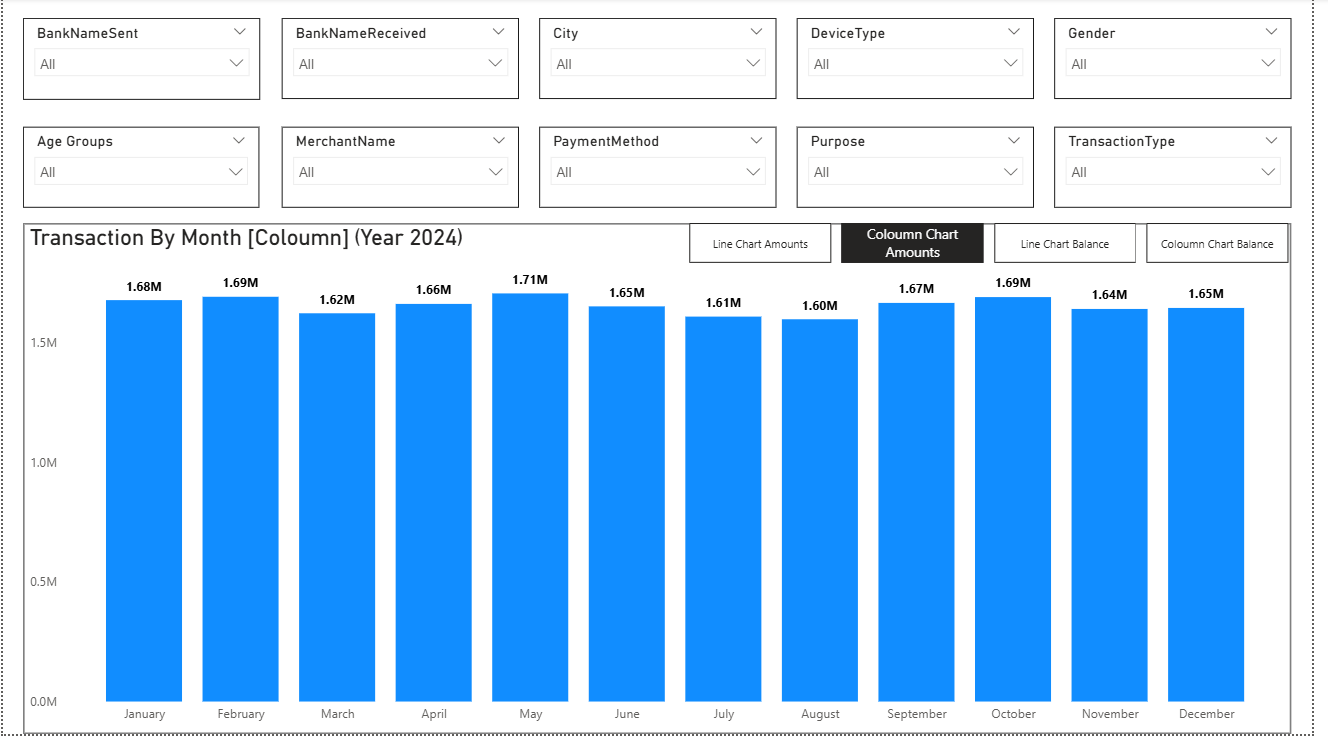 BankNameSent
All
BankNameReceived
All
City
All
DeviceType
All
Gender
All
Age Groups
All
MerchantName
All
PaymentMethod
All
Purpose
All
TransactionType
All
Transaction By Month [Coloumn] (Year 2024)
Line Chart Amounts
Coloumn Chart
Amounts
Line Chart Balance
Coloumn Chart Balance
1.68M
1.69M
1.62M
1.66M
1.71M
1.65M
1.61M
1.60M
1.67M
1.69M
1.64M
1.65M
1.5M
1.0M
0.5M
0.0M
January
February
March
April
May
June
July
August
September
October
November
December